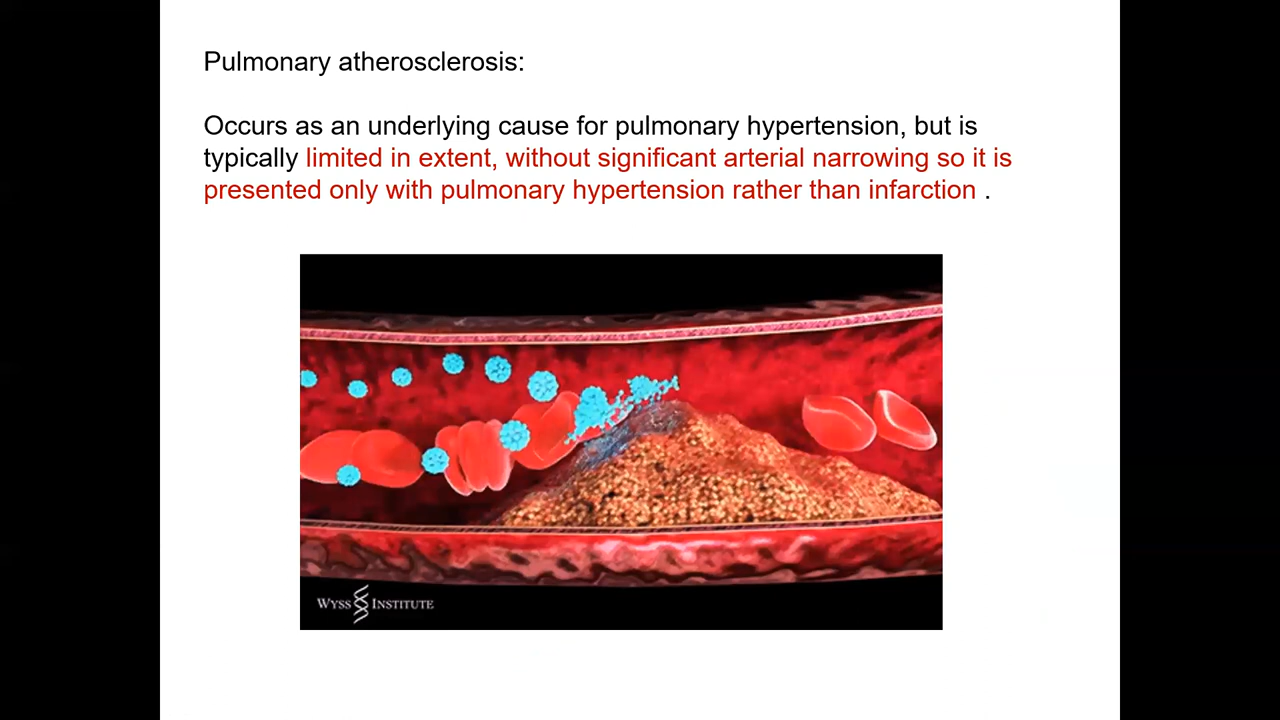 Pulmonary atherosclerosis:
Occurs as an underlying cause for pulmonary hypertension, but is
typically limited in extent, without significant arterial narrowing so it is
presented only with pulmonary hypertension rather than infarction .
WYSS INSTITUTE